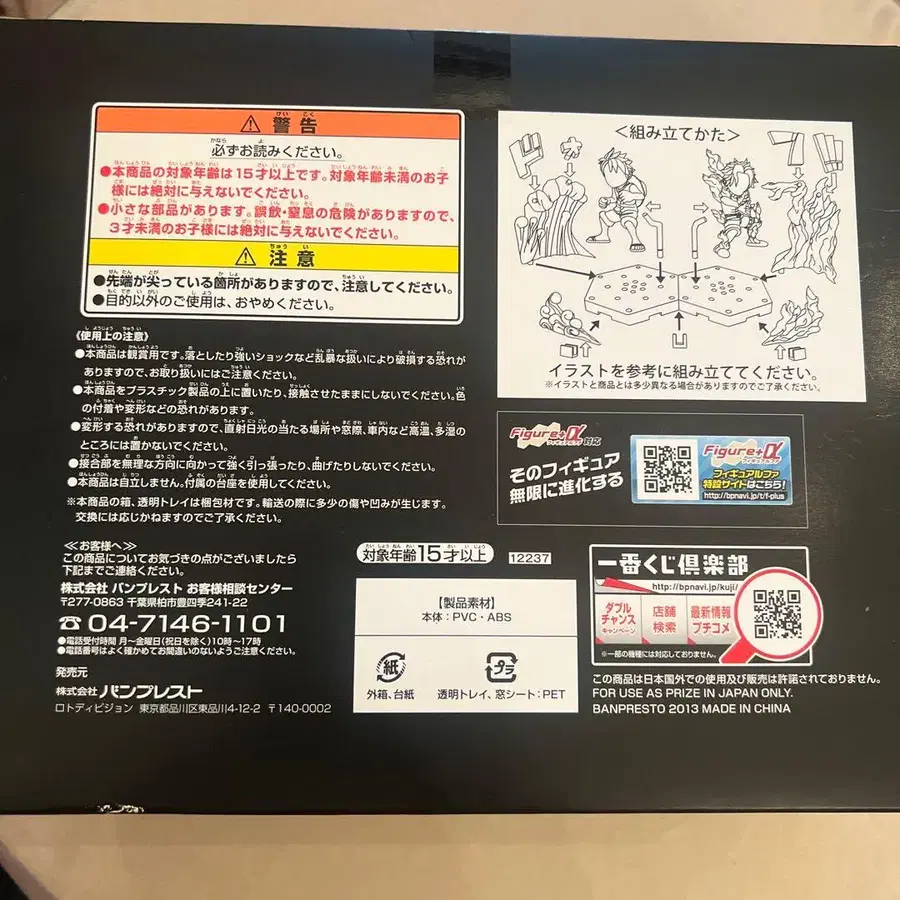 ⚠ 警告
必ずお読みください。
●本商品の対象年齢は15才以上です。対象年齢未満のお子
様には絶対に与えないでください。
●小さな部品があります。誤飲・窒息の危険がありますので、
3才未満のお子様には絶対に与えないでください。
⚠ 注意
●先端が尖っている箇所がありますので、注意してください。
●目的以外のご使用は、おやめください。
《使用上の注意》
●本商品は観賞用です。落としたり強いショックなど乱暴な扱いにより破損する恐れが
ありますので、お取り扱いにはご注意ください。
●本商品をプラスチック製品の上に置いたり、接触させたままにしないでください。色
の付着や変形などの恐れがあります。
●変形する恐れがありますので、直射日光の当たる場所や窓際、車内など高温、多湿の
ところには置かないでください。
●接合部を無理な方向に向かって強く引っ張ったり、曲げたりしないでください。
●本商品は自立しません。付属の台座を使用してください。
※本商品の箱、透明トレイは梱包材です。輸送の際に多少の傷や凹みが生じます。
交換には応じかねますのでご了承ください。
≪お客様へ≫
この商品についてお気づきの点がございましたら
下記までご連絡ください。
株式会社 バンプレスト お客様相談センター
〒277-0863 千葉県柏市豊四季241-22
☎04-7146-1101
●電話受付時間 月〜金曜日(祝日を除く)10時〜17時
●電話番号はよく確かめてお間違いのないようご注意ください。
発売元
株式会社 バンプレスト
ロトディビジョン 東京都品川区東品川4-12-2 〒140-0002
対象年齢15才以上
12237
【製品素材】
本体:PVC・ABS
紙
外箱、台紙
プラ
透明トレイ、窓シート:PET
<組み立てかた>
イラストを参考に組み立ててください。
※イラストと商品とは多少異なる場合がありますのでご了承ください。
Figure+α
フィギュアルファ
対応
そのフィギュア
無限に進化する
Figure+α
フィギュアルファ
フィギュアルファ
特設サイトはこちら!
http://bpnavi.jp/t/f-plus
一番くじ倶楽部
http://bpnavi.jp/kuji/
ダブル
チャンス
キャンペーン
店舗
検索
最新情報
プチコメ
※一部の機種には対応しておりません。
この商品は日本国外での使用及び販売は許諾されておりません。
FOR USE AS PRIZE IN JAPAN ONLY.
BANPRESTO 2013 MADE IN CHINA